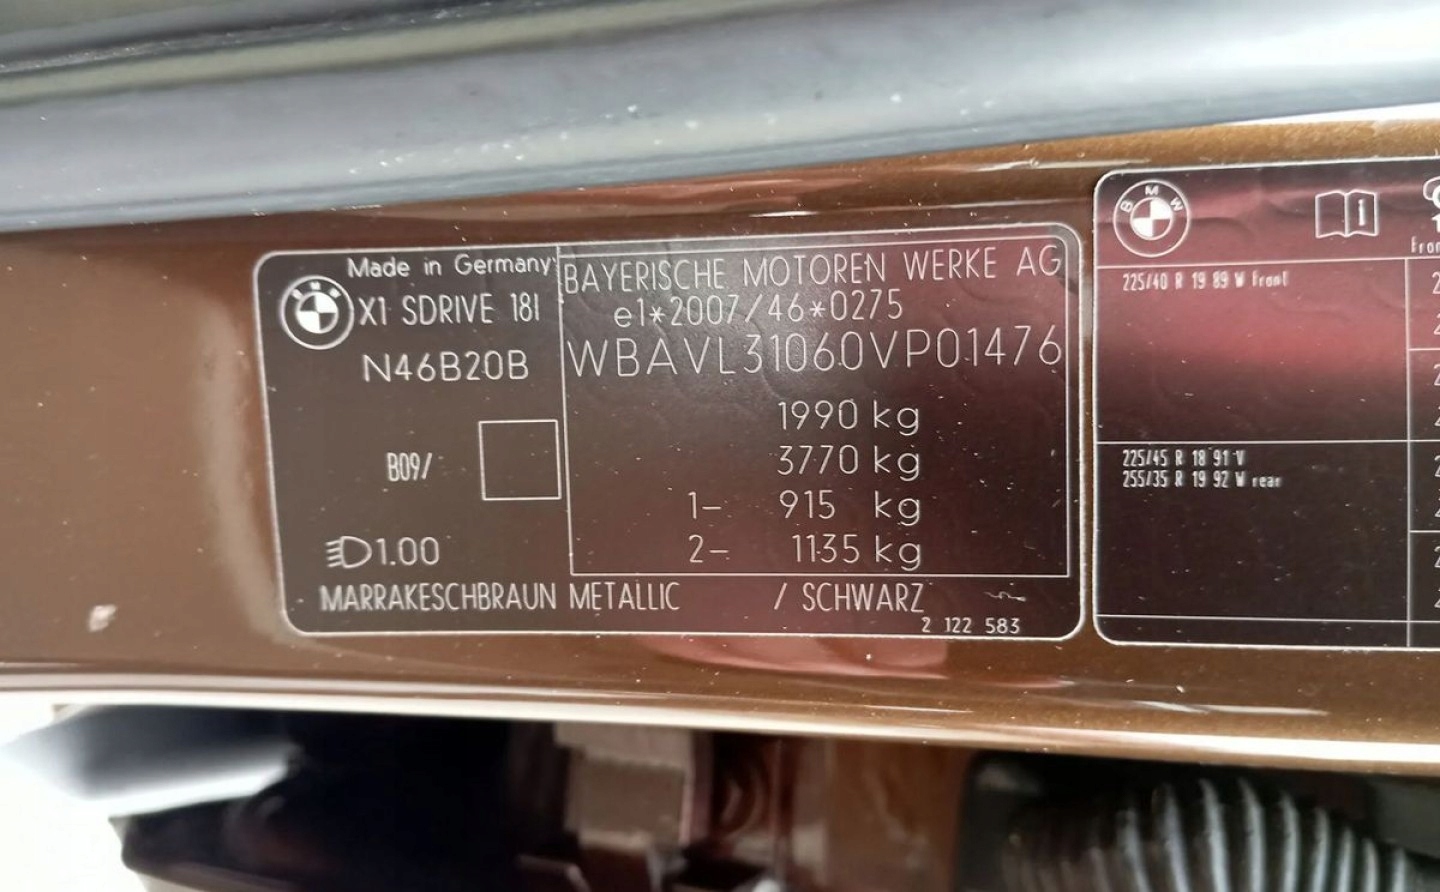 Made in Germany
BMW
X1 SDRIVE 18I
N46B20B
B09/
1.00
BAYERISCHE MOTOREN WERKE AG
e1*2007/46*0275
WBAVL31060VP01476
1990 kg
3770 kg
1- 915 kg
2- 1135 kg
MARRAKESCHBRAUN METALLIC / SCHWARZ
2 122 583
BMW
i
225/40 R 19 89 W front
225/45 R 18 91 V
255/35 R 19 92 W rear